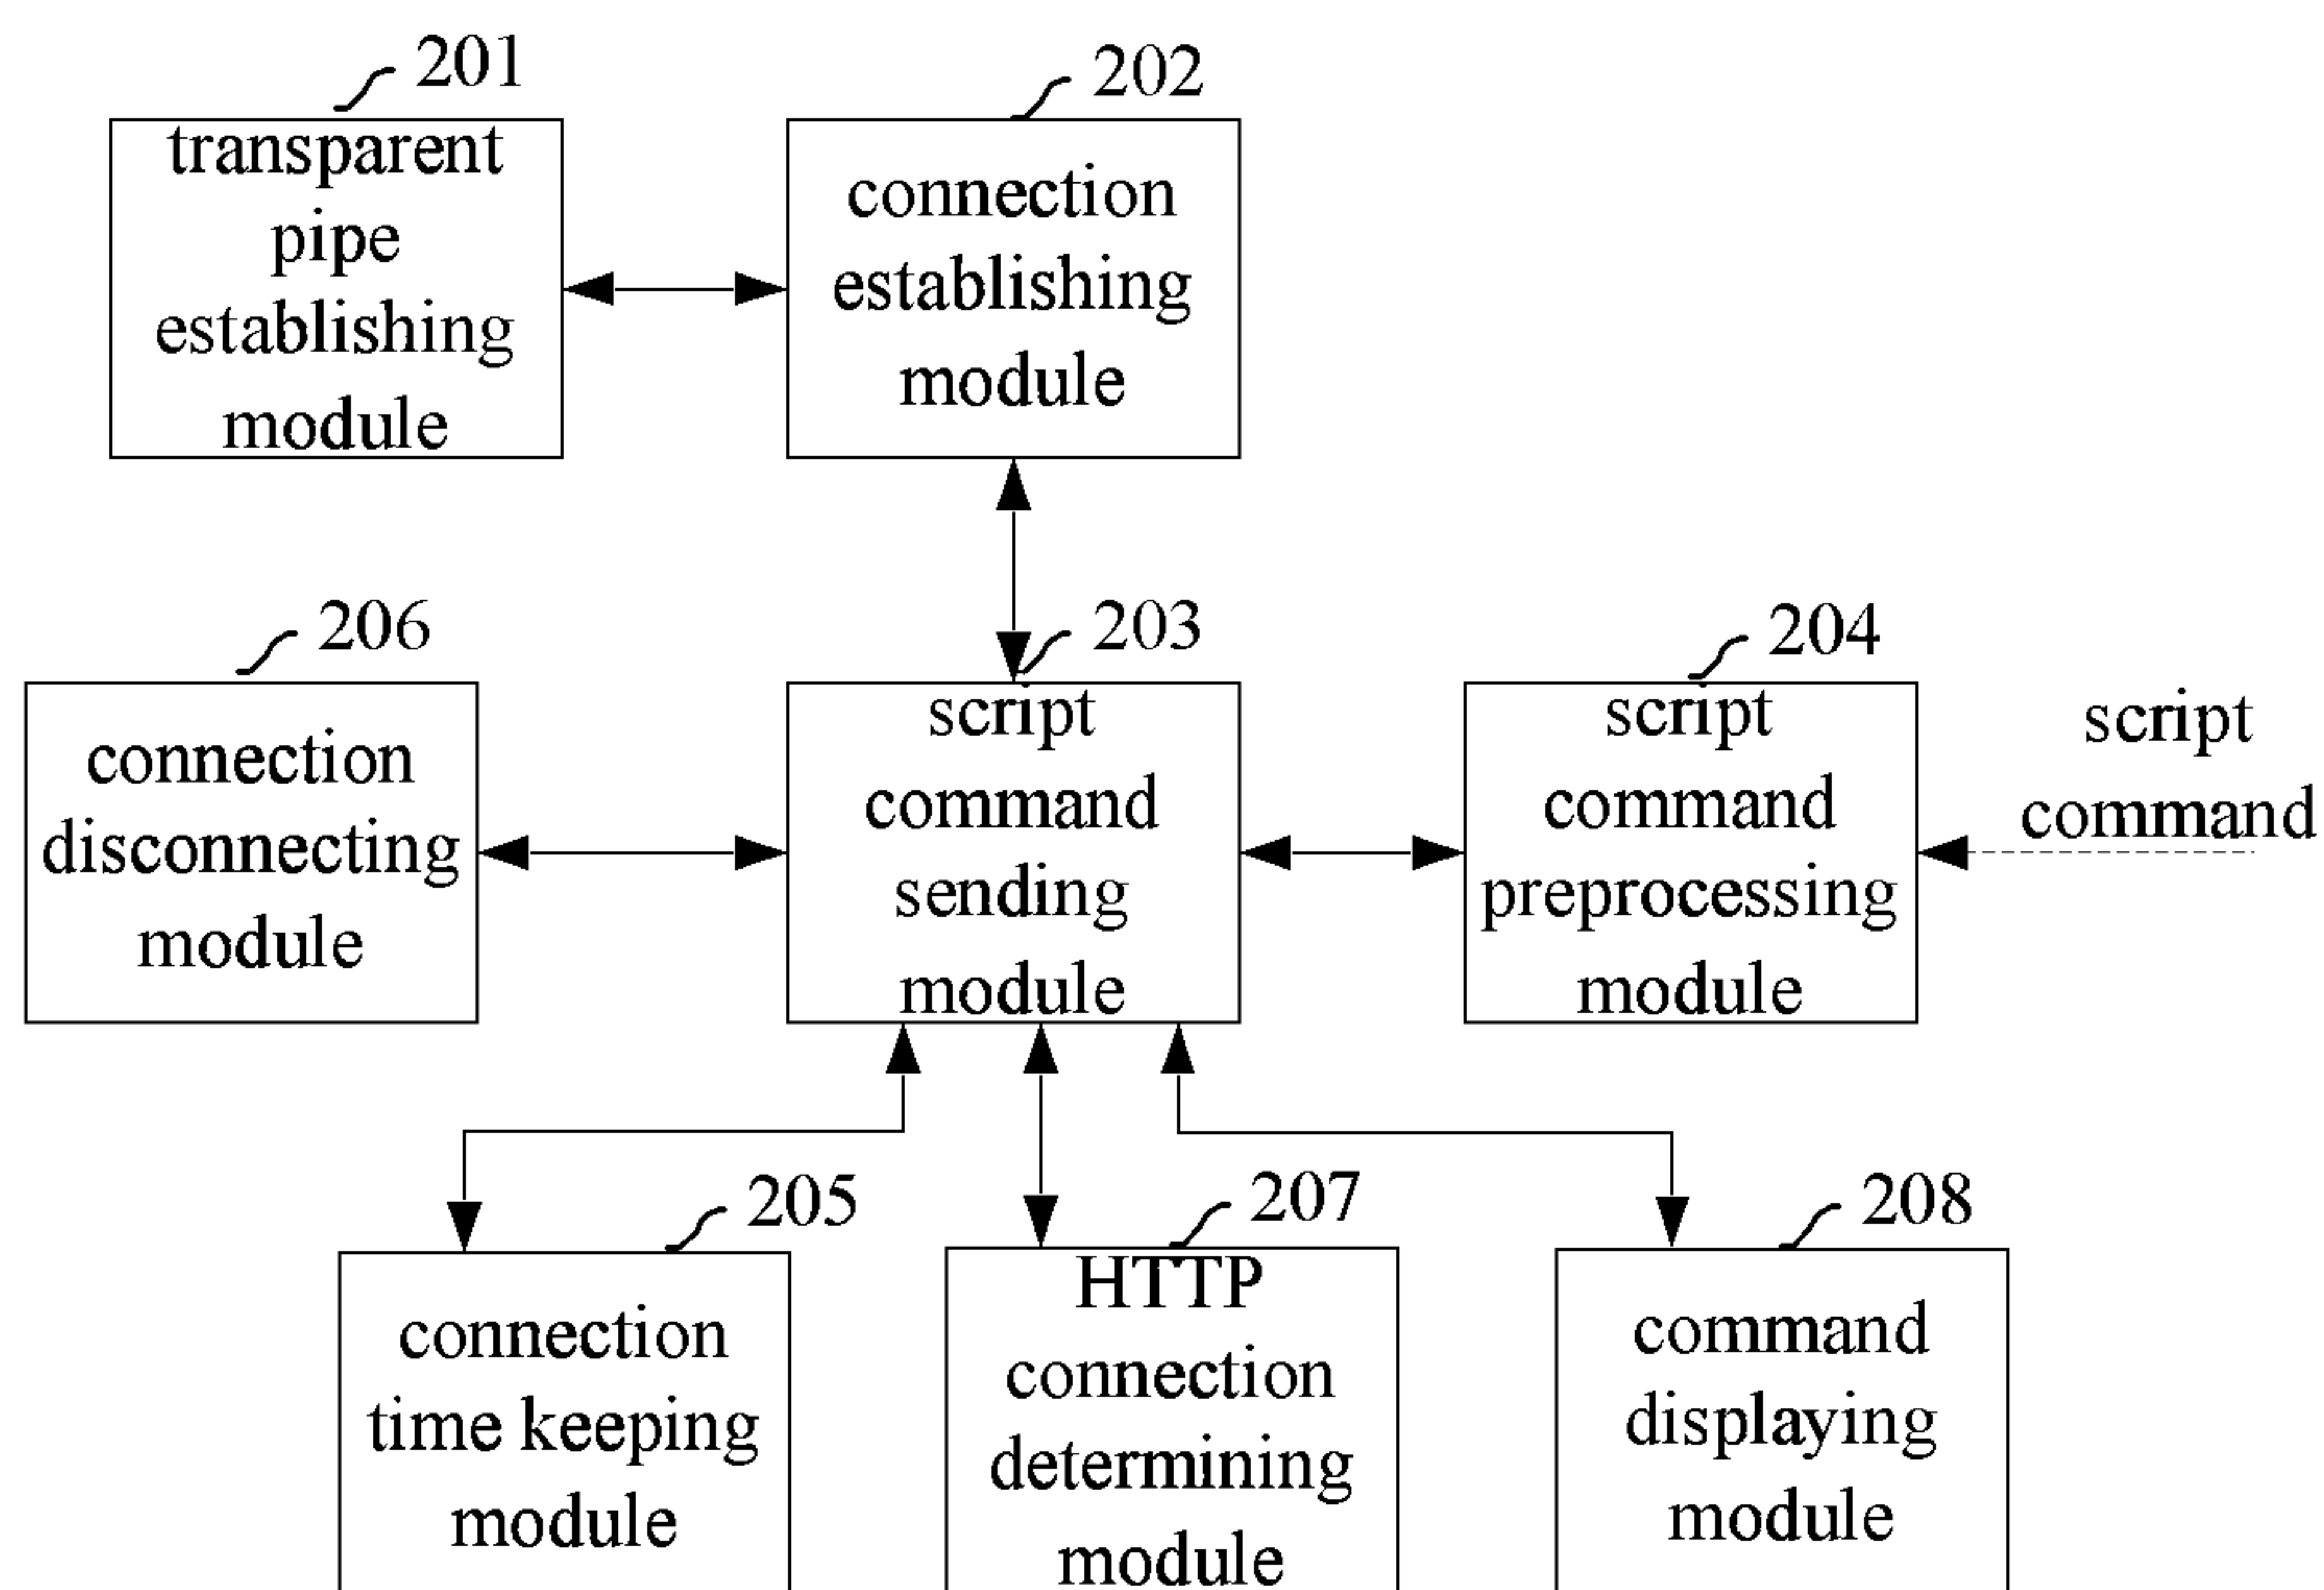 201
transparent
pipe
establishing
module
202
connection
establishing
module
206
connection
disconnecting
module
203
script
command
sending
module
204
script
command
preprocessing
module
script
command
205
connection
time keeping
module
207
HTTP
connection
determining
module
208
command
displaying
module